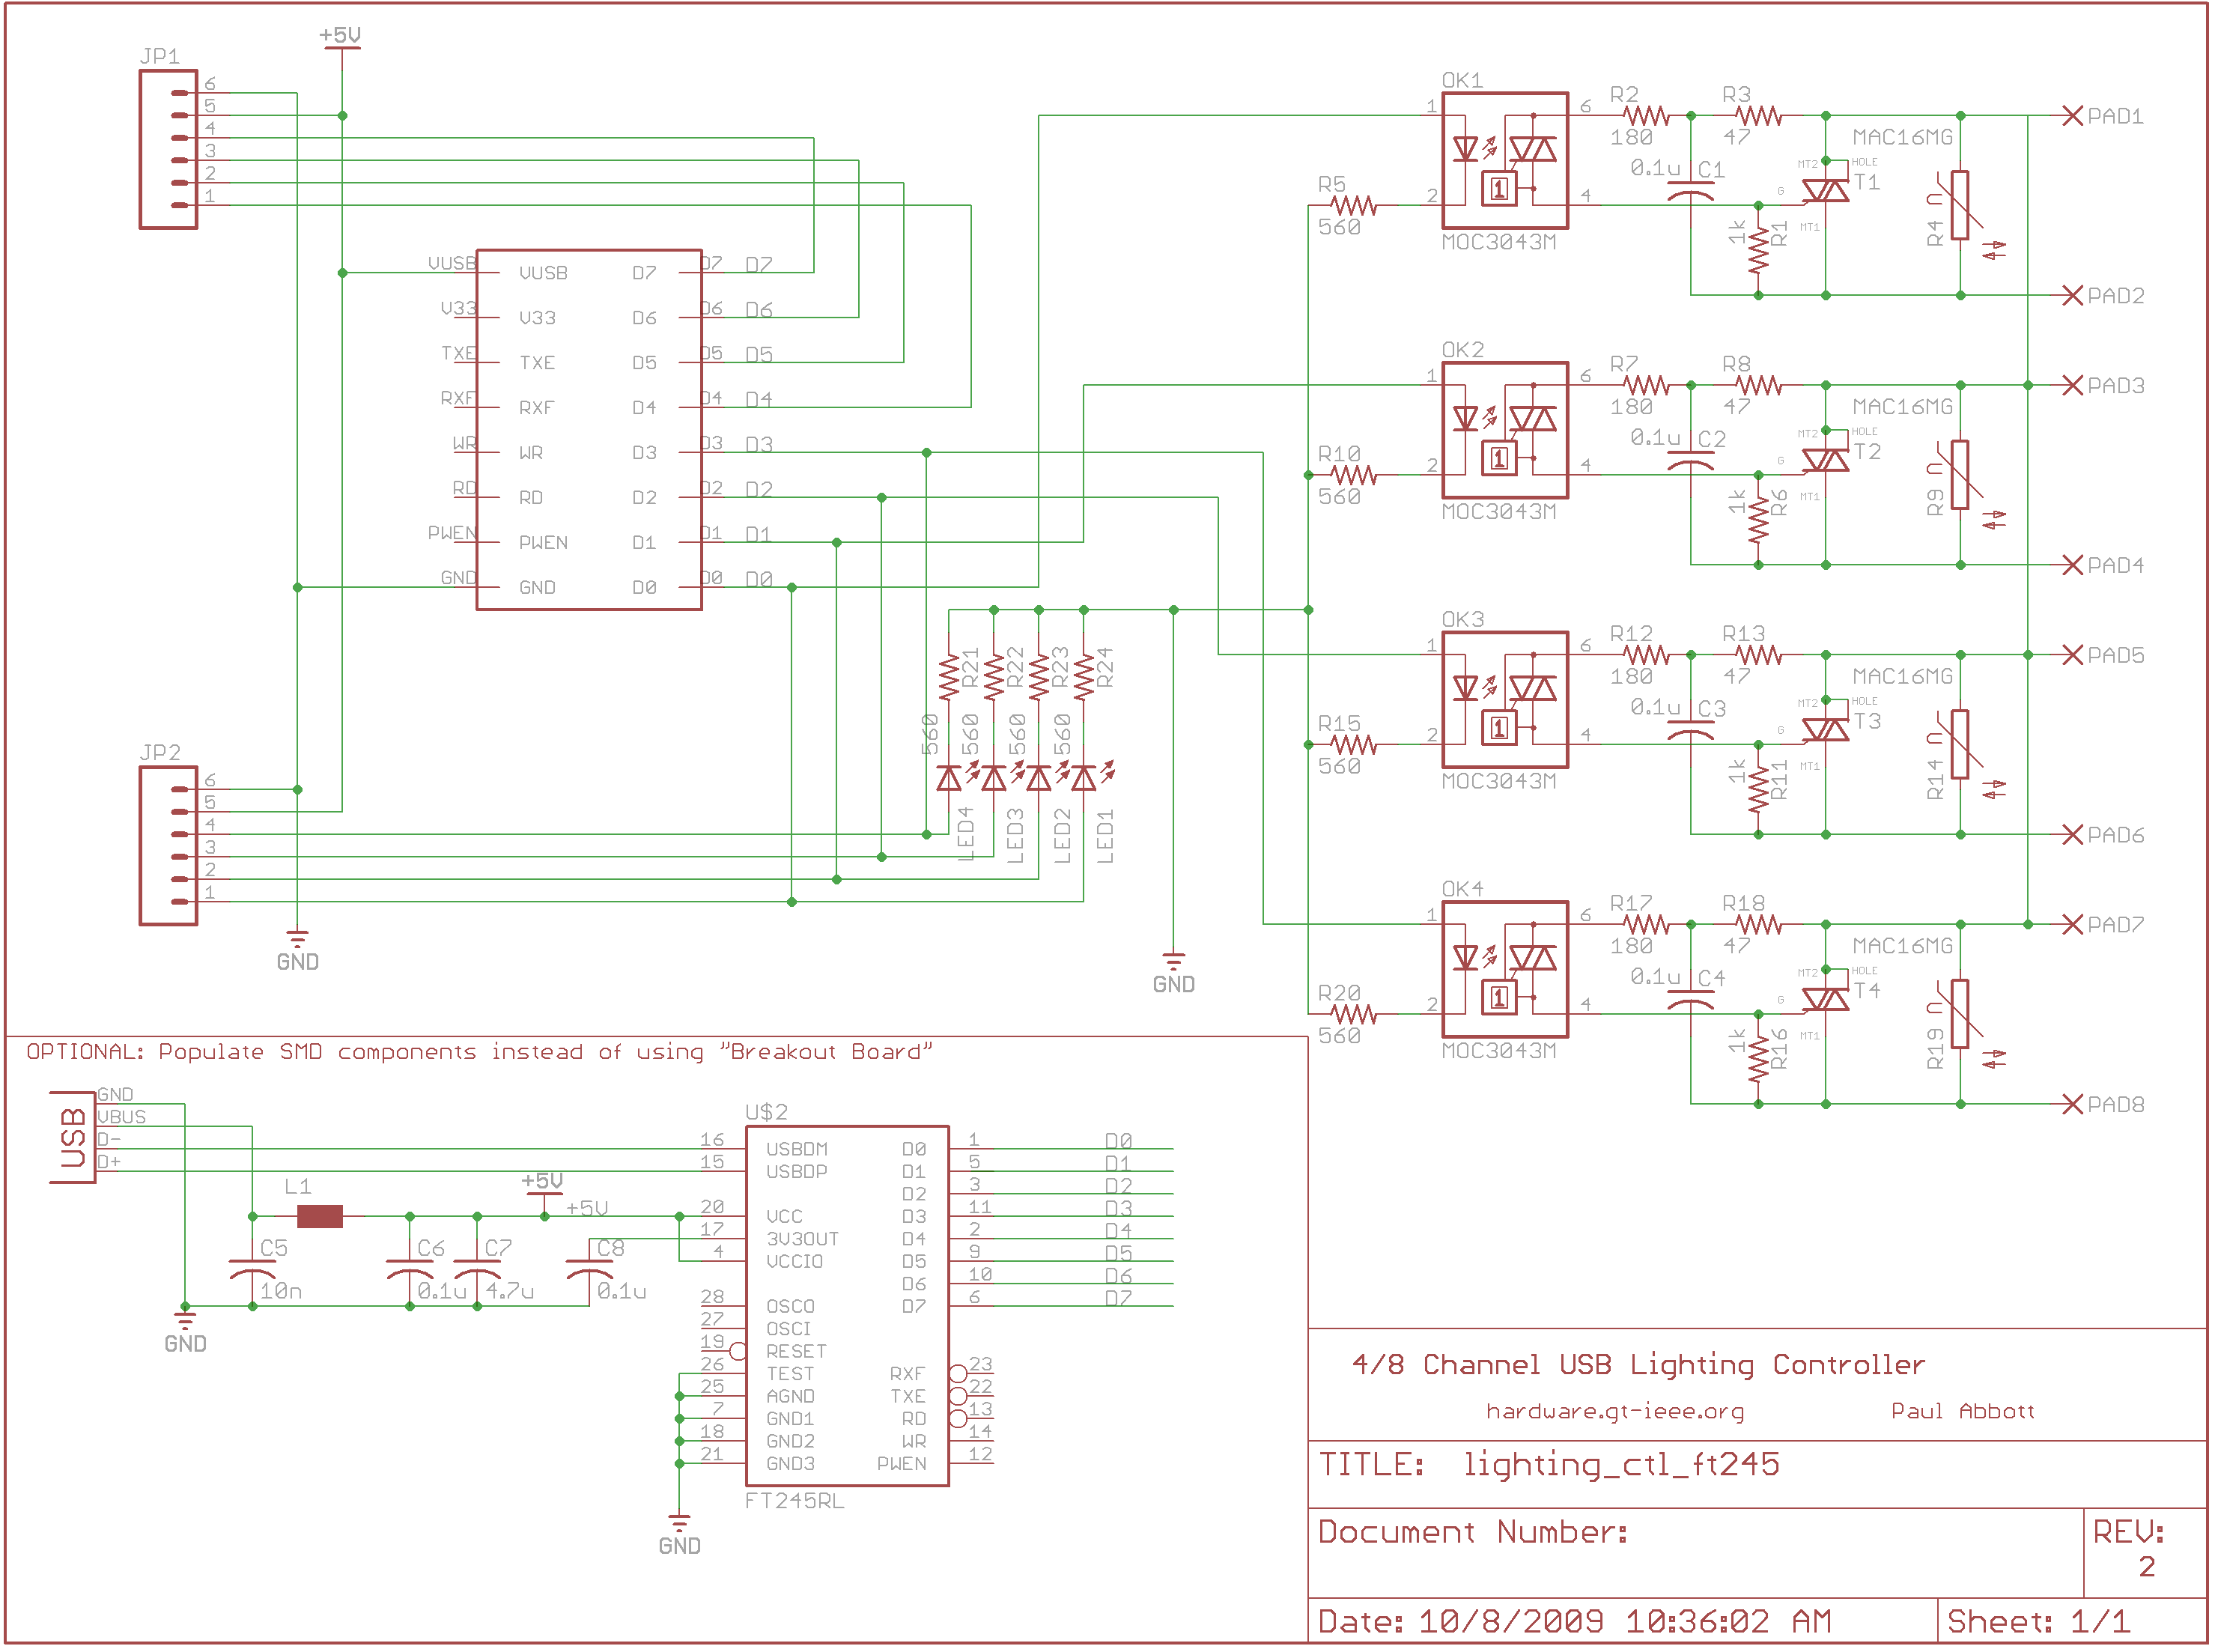 +5V
JP1
6
5
4
3
2
1
VUSB VUSB D7 D7 D7
V33 V33 D6 D6 D6
TXE TXE D5 D5 D5
RXF RXF D4 D4 D4
WR WR D3 D3 D3
RD RD D2 D2 D2
PWEN PWEN D1 D1 D1
GND GND D0 D0 D0
R21 R22 R23 R24
560 560 560 560
LED4 LED3 LED2 LED1
JP2
6
5
4
3
2
1
GND
GND
OK1 R2 R3
1 6 180 47 PAD1
MAC16MG
0.1u C1 MT2 HOLE
R5 1 G T1
560 2 4 1k R1 MT1 R4
MOC3043M
PAD2
OK2 R7 R8
1 6 180 47 PAD3
MAC16MG
0.1u C2 MT2 HOLE
R10 1 G T2
560 2 4 1k R6 MT1 R9
MOC3043M
PAD4
OK3 R12 R13
1 6 180 47 PAD5
MAC16MG
0.1u C3 MT2 HOLE
R15 1 G T3
560 2 4 1k R11 MT1 R14
MOC3043M
PAD6
OK4 R17 R18
1 6 180 47 PAD7
MAC16MG
0.1u C4 MT2 HOLE
R20 1 G T4
560 2 4 1k R16 MT1 R19
MOC3043M
PAD8
OPTIONAL: Populate SMD components instead of using "Breakout Board"
USB
GND
VBUS
D-
D+
L1
+5V
+5V
C5 C6 C7 C8
10n 0.1u 4.7u 0.1u
GND
U$2
16 USBDM D0 1 D0
15 USBDP D1 5 D1
D2 3 D2
20 VCC D3 11 D3
17 3V3OUT D4 2 D4
4 VCCIO D5 9 D5
D6 10 D6
28 OSCO D7 6 D7
27 OSCI
19 RESET
26 TEST RXF 23
25 AGND TXE 22
7 GND1 RD 13
18 GND2 WR 14
21 GND3 PWEN 12
FT245RL
GND
4/8 Channel USB Lighting Controller
hardware.gt-ieee.org Paul Abbott
TITLE: lighting_ctl_ft245
Document Number:
REV:
2
Date: 10/8/2009 10:36:02 AM
Sheet: 1/1